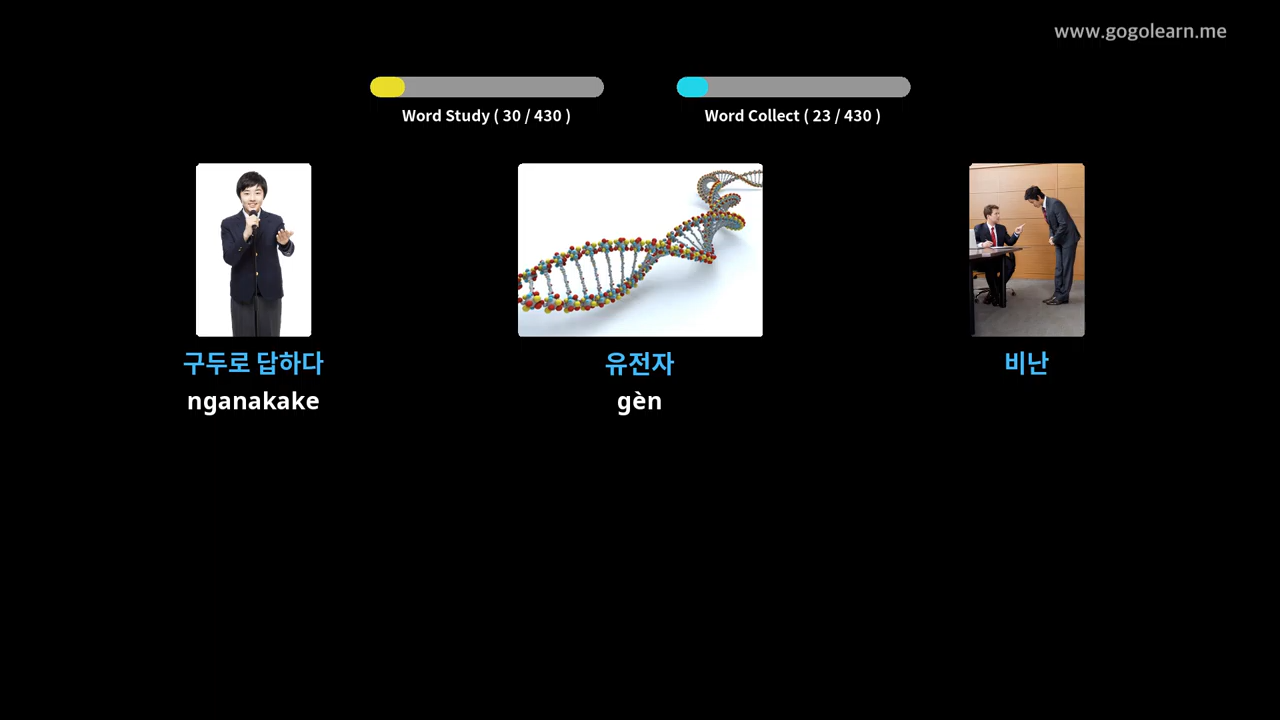 www.gogolearn.me
Word Study ( 30 / 430 )
Word Collect ( 23 / 430 )
구두로 답하다
유전자
비난
nganakake
gèn